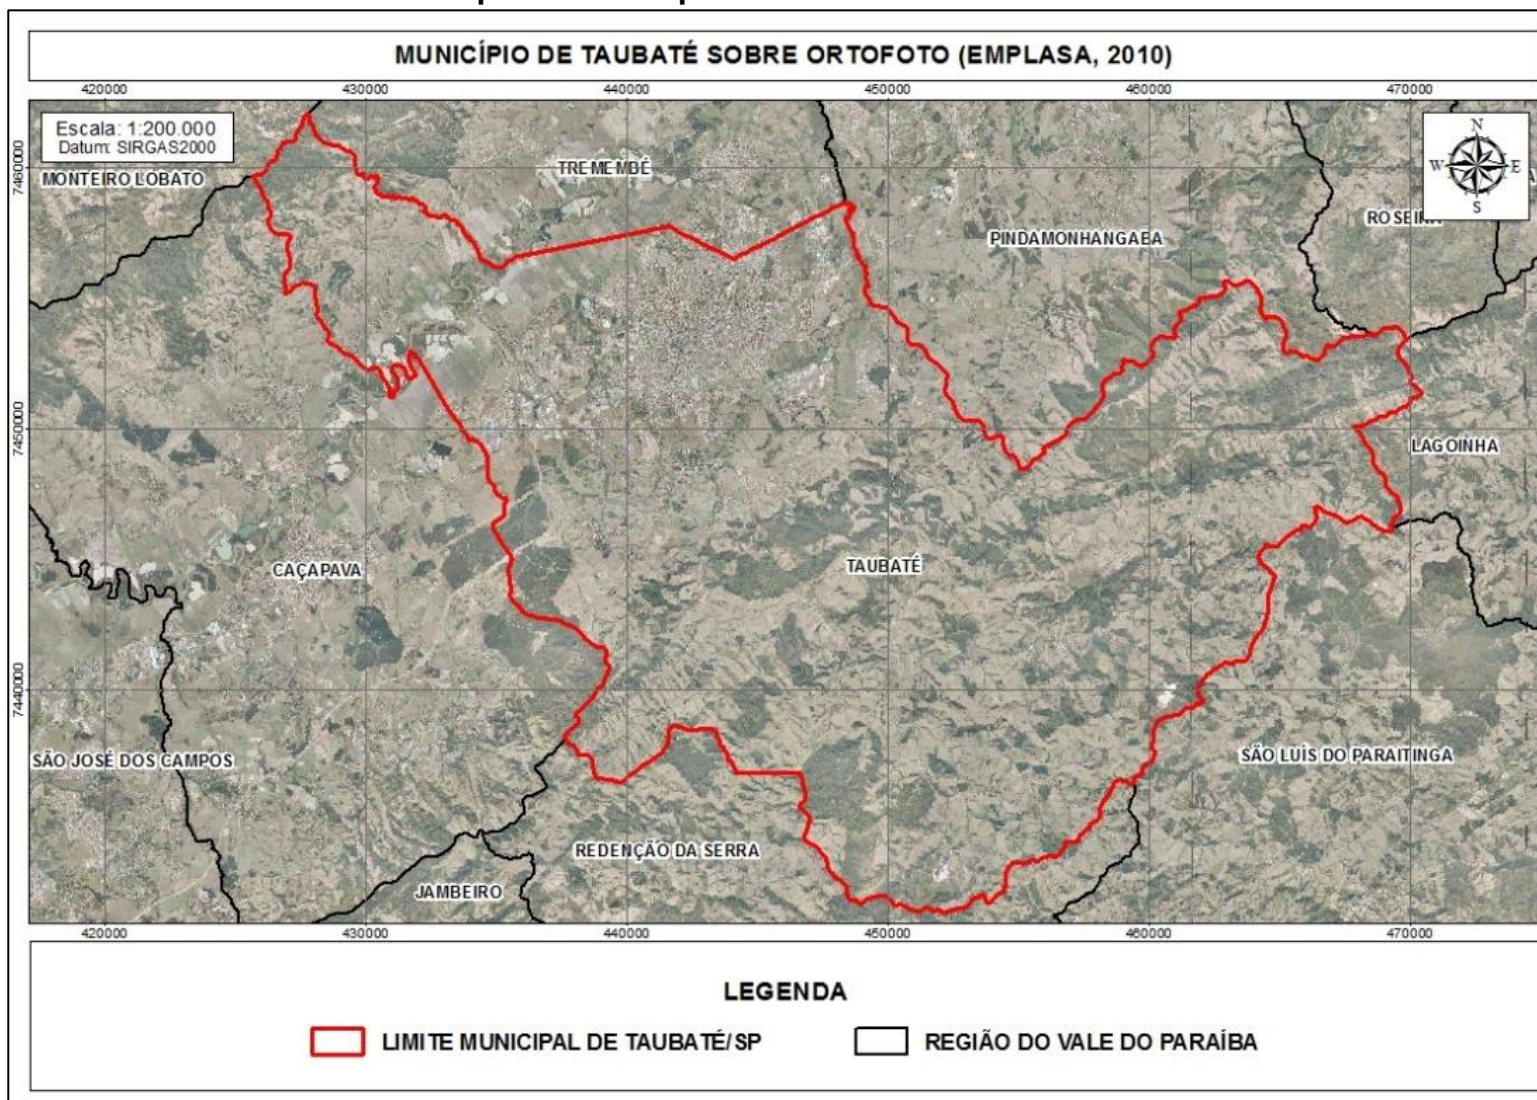 MUNICÍPIO DE TAUBATÉ SOBRE ORTOFOTO (EMPLASA, 2010)
420000 430000 440000 450000 460000 470000
Escala: 1:200.000
Datum: SIRGAS2000
N
W E
S
7460000
MONTEIRO LOBATO
TREMEMBÉ
ROSEIRA
PINDAMONHANGABA
7450000
LAGOINHA
CAÇAPAVA
TAUBATÉ
7440000
SÃO JOSÉ DOS CAMPOS
SÃO LUÍS DO PARAITINGA
REDENÇÃO DA SERRA
JAMBEIRO
420000 430000 440000 450000 460000 470000
LEGENDA
LIMITE MUNICIPAL DE TAUBATÉ/SP
REGIÃO DO VALE DO PARAÍBA